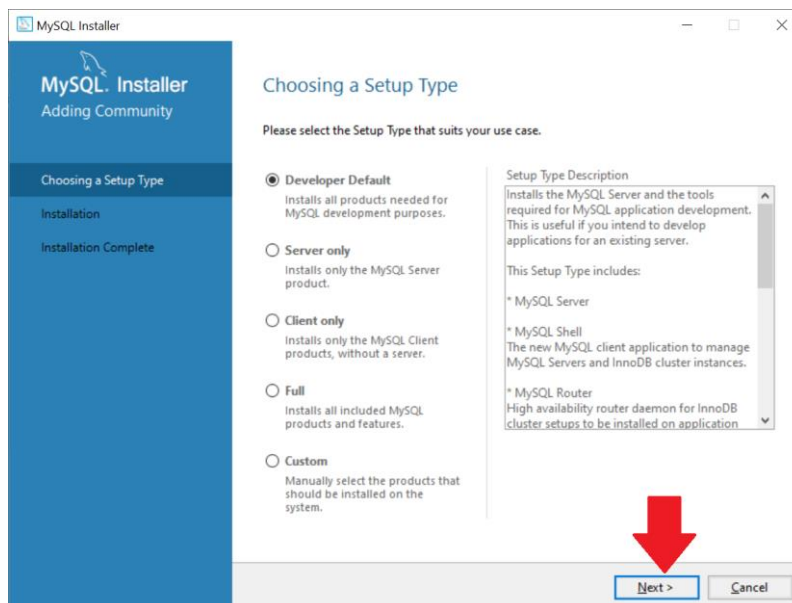 MySQL Installer
MySQL. Installer
Adding Community
Choosing a Setup Type
Installation
Installation Complete
Choosing a Setup Type
Please select the Setup Type that suits your use case.
Developer Default
Installs all products needed for
MySQL development purposes.
Server only
Installs only the MySQL Server
product.
Client only
Installs only the MySQL Client
products, without a server.
Full
Installs all included MySQL
products and features.
Custom
Manually select the products that
should be installed on the
system.
Setup Type Description
Installs the MySQL Server and the tools
required for MySQL application development.
This is useful if you intend to develop
applications for an existing server.
This Setup Type includes:
* MySQL Server
* MySQL Shell
The new MySQL client application to manage
MySQL Servers and InnoDB cluster instances.
* MySQL Router
High availability router daemon for InnoDB
cluster setups to be installed on application
Next >
Cancel